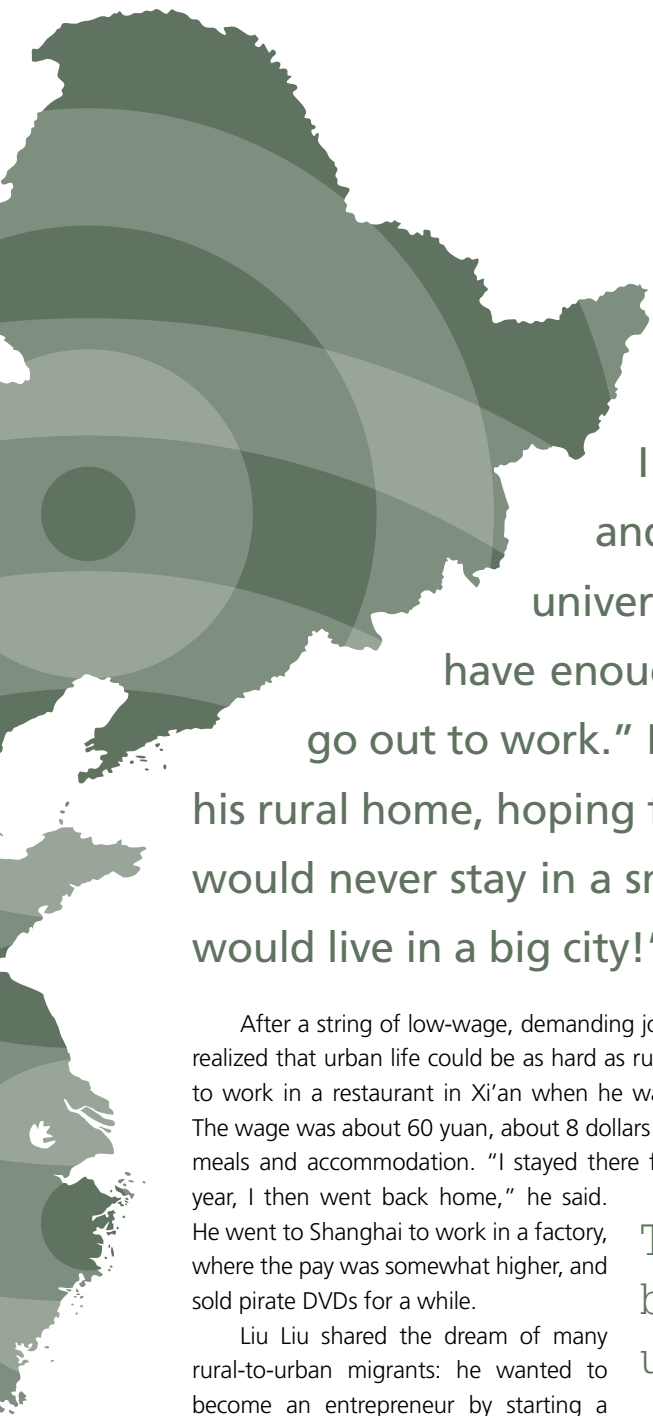 I
and
univer
have enoug
go out to work.”
his rural home, hoping
would never stay in a
would live in a big city!’
After a string of low-wage, demanding
realized that urban life could be as hard as
to work in a restaurant in Xi’an when he
The wage was about 60 yuan, about 8 dollars
meals and accommodation. “I stayed there
year, I then went back home,” he said.
He went to Shanghai to work in a factory,
where the pay was somewhat higher, and
sold pirate DVDs for a while.
Liu Liu shared the dream of many
rural-to-urban migrants: he wanted to
become an entrepreneur by starting a